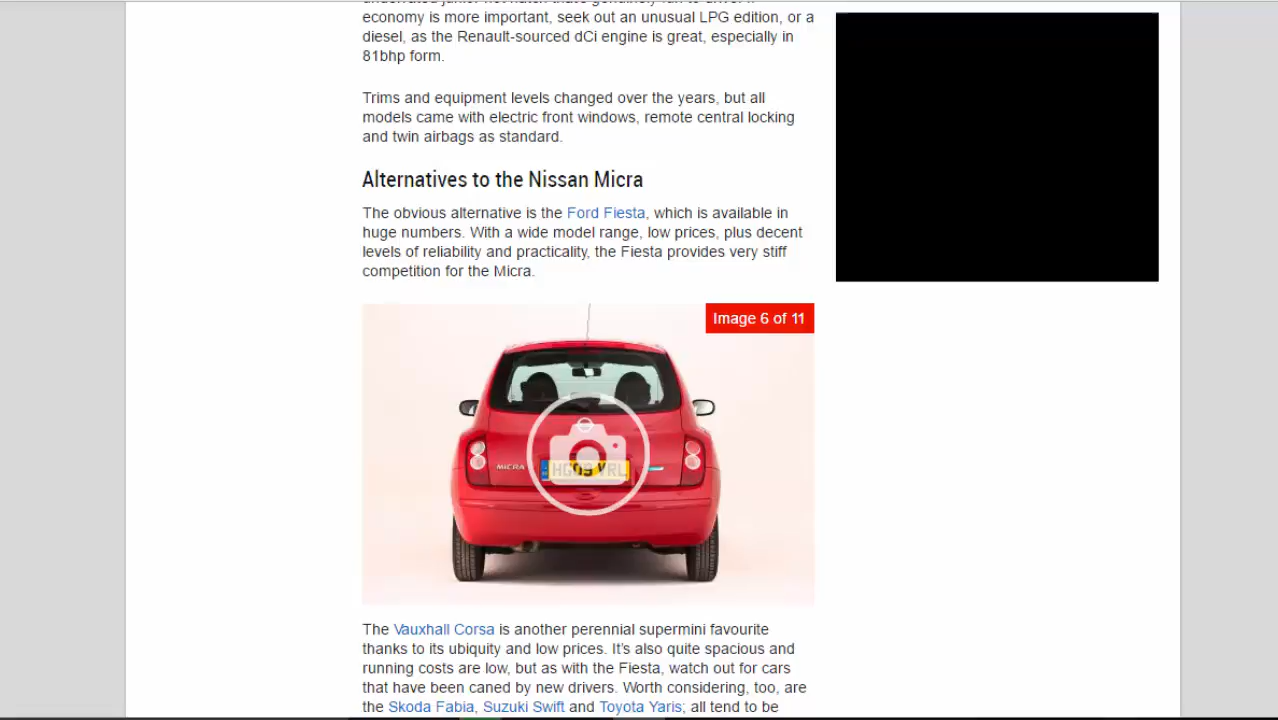 economy is more important, seek out an unusual LPG edition, or a
diesel, as the Renault-sourced dCi engine is great, especially in
81bhp form.
Trims and equipment levels changed over the years, but all
models came with electric front windows, remote central locking
and twin airbags as standard.
Alternatives to the Nissan Micra
The obvious alternative is the Ford Fiesta, which is available in
huge numbers. With a wide model range, low prices, plus decent
levels of reliability and practicality, the Fiesta provides very stiff
competition for the Micra.
Image 6 of 11
MICRA
The Vauxhall Corsa is another perennial supermini favourite
thanks to its ubiquity and low prices. It's also quite spacious and
running costs are low, but as with the Fiesta, watch out for cars
that have been caned by new drivers. Worth considering, too, are
the Skoda Fabia, Suzuki Swift and Toyota Yaris; all tend to be